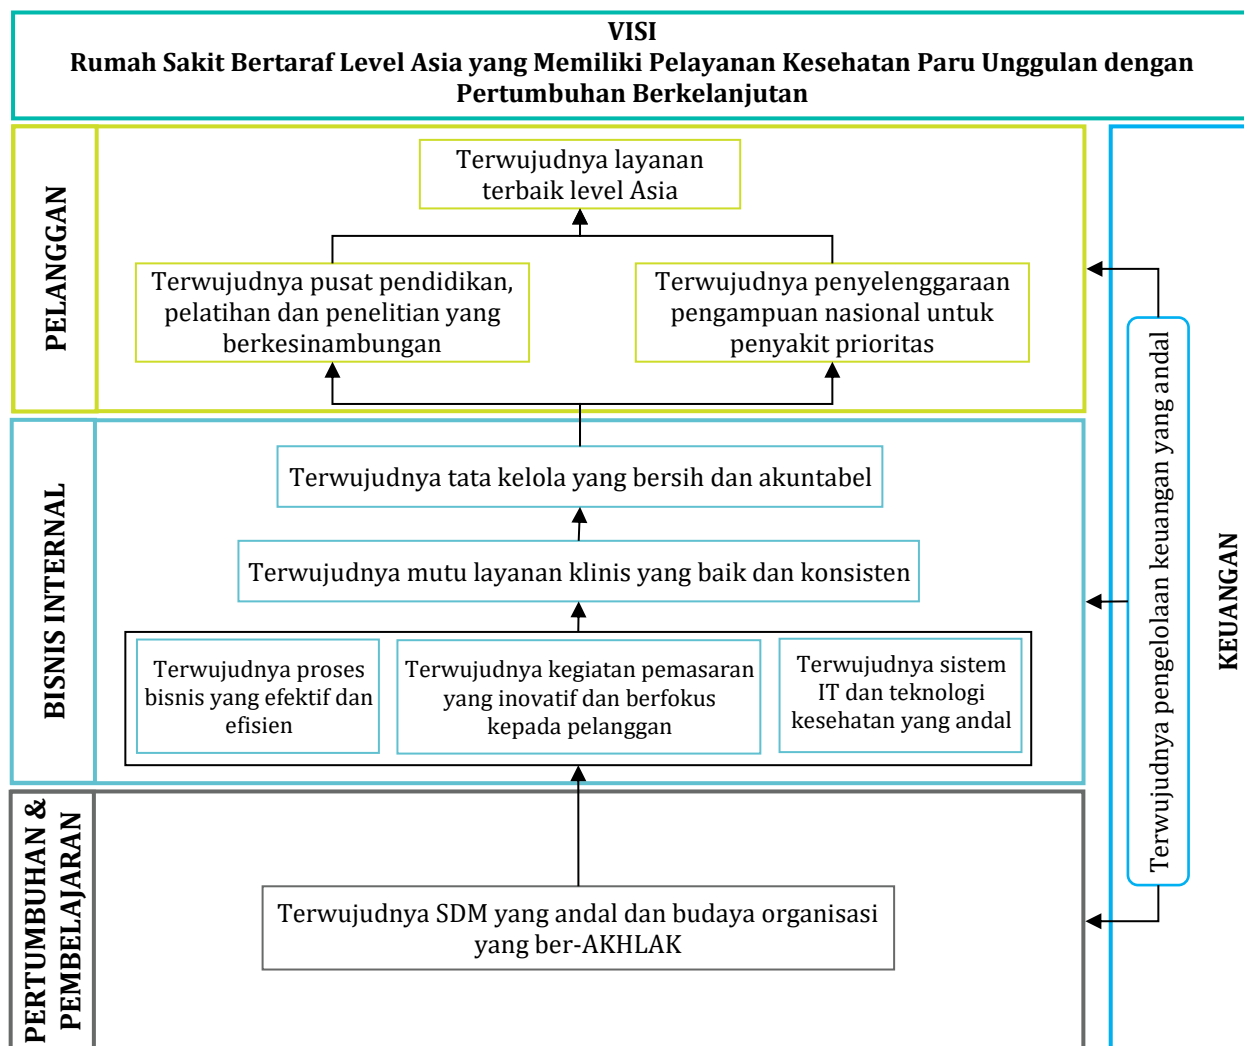 VISI
Rumah Sakit Bertaraf Level Asia yang Memiliki Pelayanan Kesehatan Paru Unggulan dengan
Pertumbuhan Berkelanjutan
PELANGGAN
Terwujudnya layanan
terbaik level Asia
Terwujudnya pusat pendidikan,
pelatihan dan penelitian yang
berkesinambungan
Terwujudnya penyelenggaraan
pengampuan nasional untuk
penyakit prioritas
BISNIS INTERNAL
Terwujudnya tata kelola yang bersih dan akuntabel
Terwujudnya mutu layanan klinis yang baik dan konsisten
Terwujudnya proses
bisnis yang efektif dan
efisien
Terwujudnya kegiatan pemasaran
yang inovatif dan berfokus
kepada pelanggan
Terwujudnya sistem
IT dan teknologi
kesehatan yang andal
PERTUMBUHAN &
PEMBELAJARAN
Terwujudnya SDM yang andal dan budaya organisasi
yang ber-AKHLAK
Terwujudnya pengelolaan keuangan yang andal
KEUANGAN